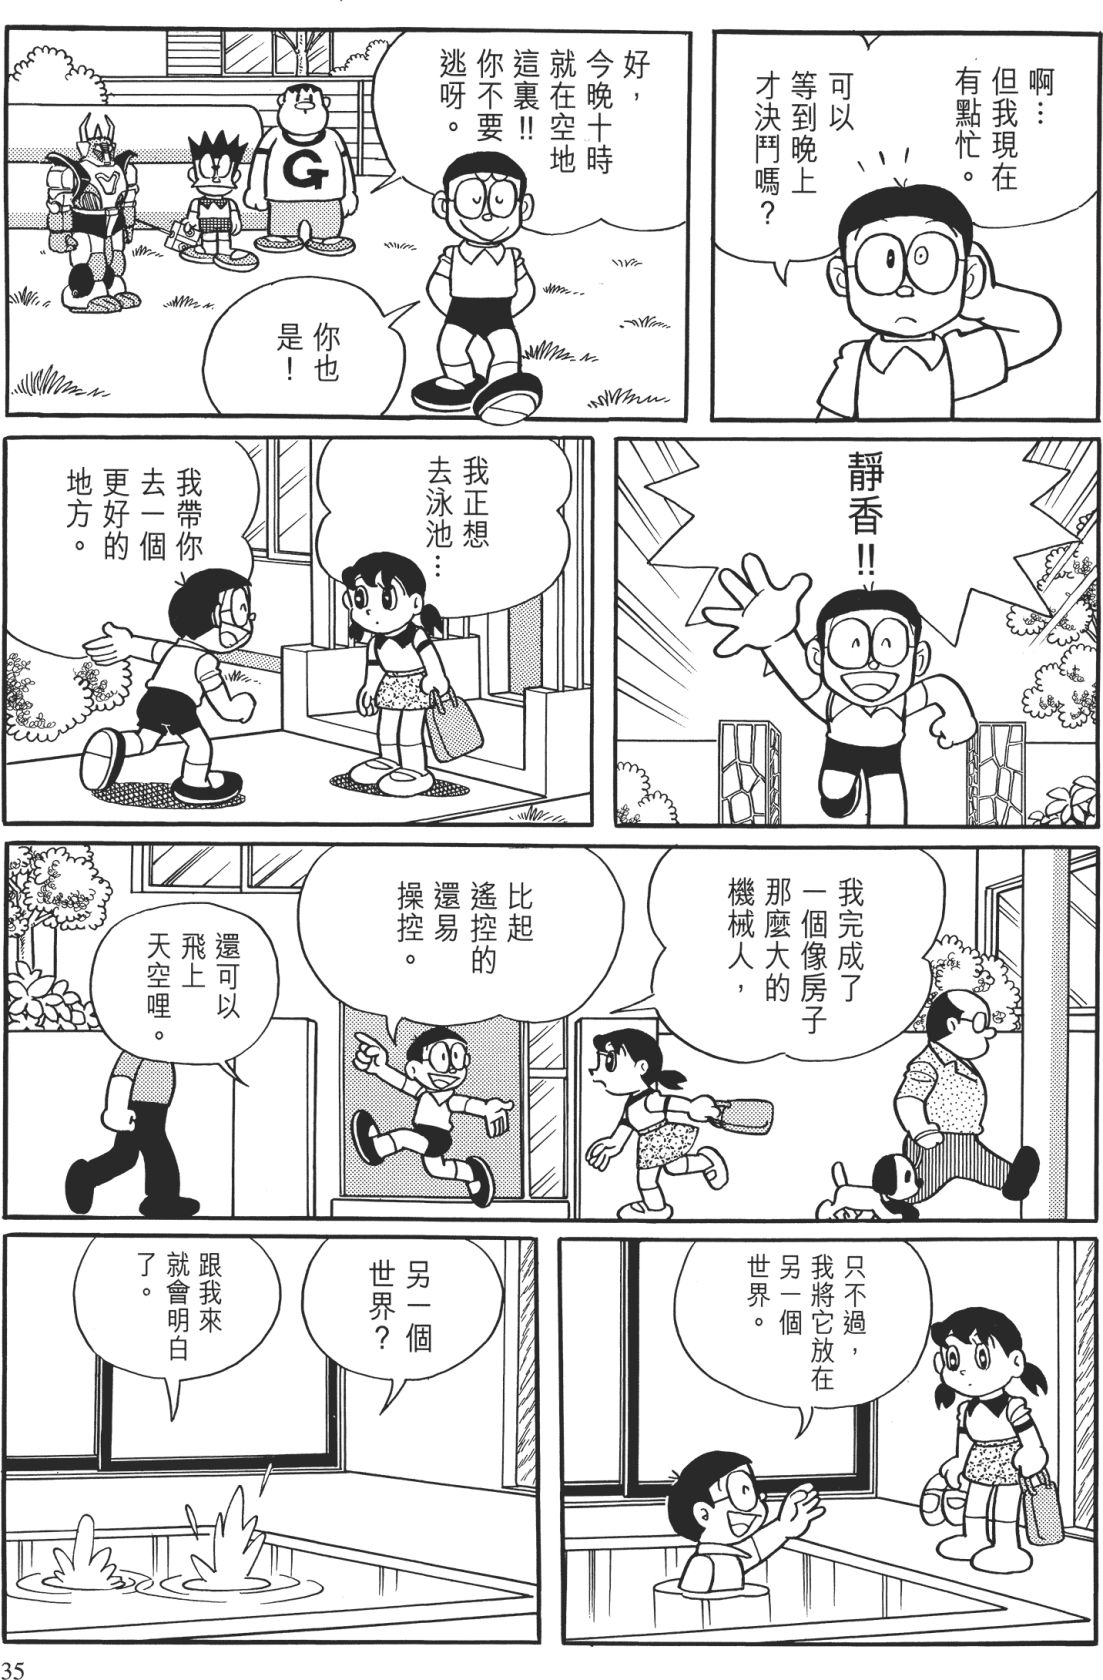 啊…
但我現在
有點忙。
可以
等到晚上
才決鬥嗎？
好，
今晚十時
就在空地
這裏!!
你不要
逃呀。
G
你也
是！
靜香!!
我正想
去泳池…
我帶你
去一個
更好的
地方。
我完成了
一個像房子
那麼大的
機械人，
比起
遙控的
還易
操控。
還可以
飛上
天空哩。
只不過，
我將它放在
另一個
世界。
另一個
世界？
跟我來
就會明白
了。
35